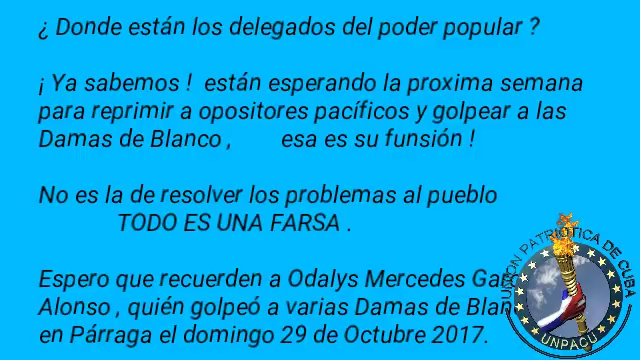 ¿ Donde están los delegados del poder popular ?
¡ Ya sabemos ! están esperando la proxima semana
para reprimir a opositores pacíficos y golpear a las
Damas de Blanco , esa es su funsión !
No es la de resolver los problemas al pueblo
TODO ES UNA FARSA .
Espero que recuerden a Odalys Mercedes
Alonso , quién golpeó a varias Damas de
en Párraga el domingo 29 de Octubre 2017.
UNION PATRIOTICA DE CUBA
UNPACU